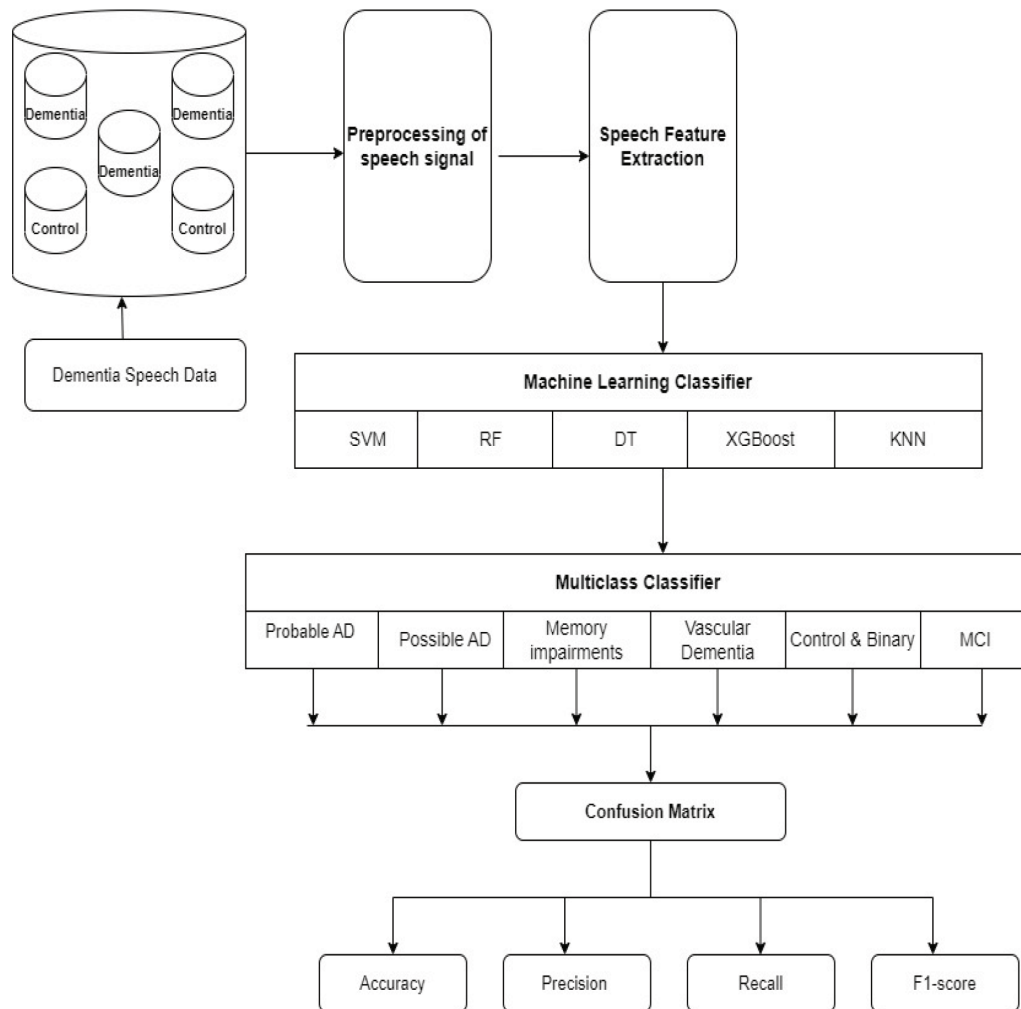 Dementia
Dementia
Dementia
Control
Control
Preprocessing of
speech signal
Speech Feature
Extraction
Dementia Speech Data
Machine Learning Classifier
SVM
RF
DT
XGBoost
KNN
Multiclass Classifier
Probable AD
Possible AD
Memory
impairments
Vascular
Dementia
Control & Binary
MCI
Confusion Matrix
Accuracy
Precision
Recall
F1-score